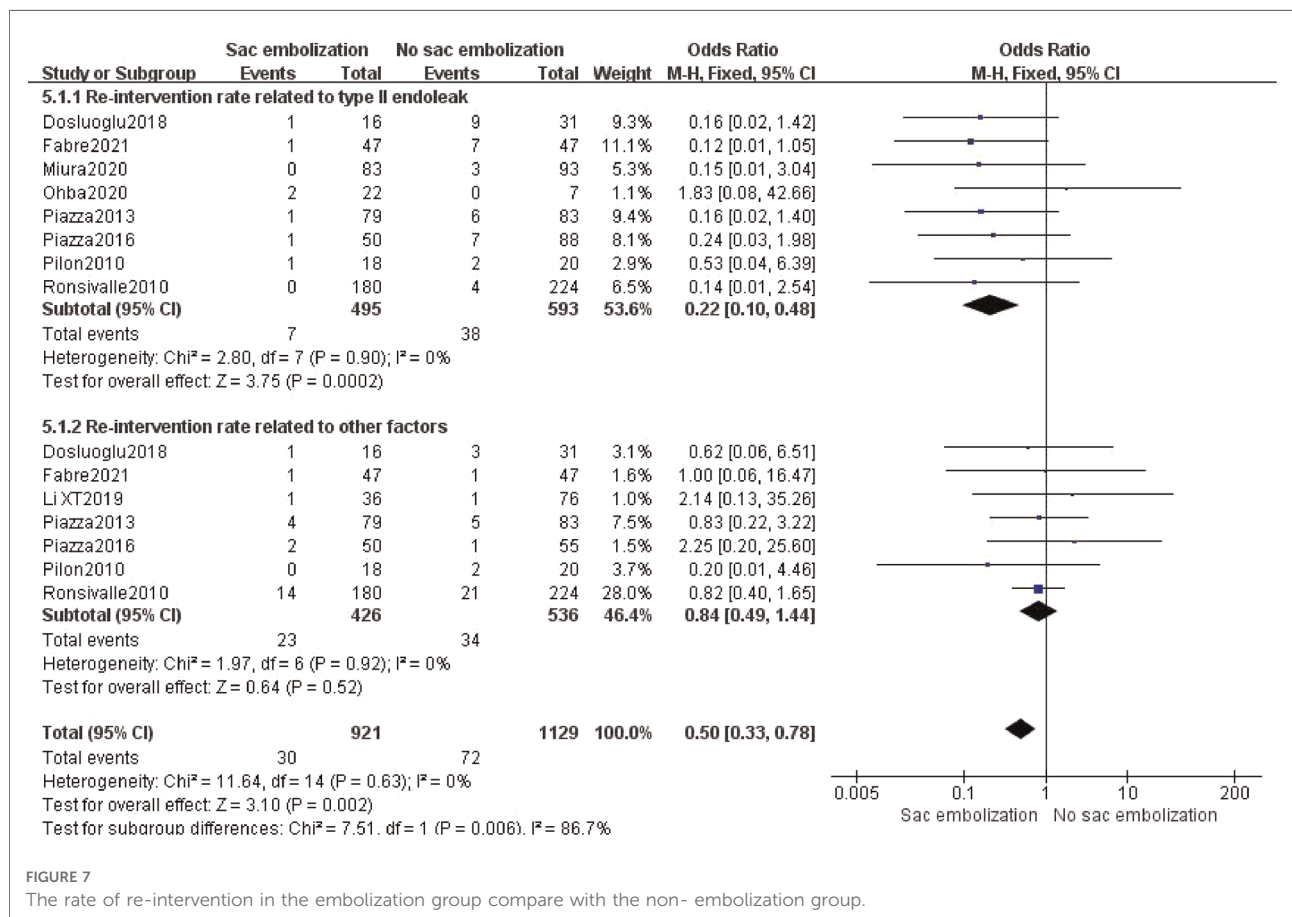 Sac embolization No sac embolization Odds Ratio Odds Ratio
Study or Subgroup Events Total Events Total Weight M-H, Fixed, 95% CI M-H, Fixed, 95% CI
5.1.1 Re-intervention rate related to type II endoleak
Dosluoglu2018 1 16 9 31 9.3% 0.16 [0.02, 1.42]
Fabre2021 1 47 7 47 11.1% 0.12 [0.01, 1.05]
Miura2020 0 83 3 93 5.3% 0.15 [0.01, 3.04]
Ohba2020 2 22 0 7 1.1% 1.83 [0.08, 42.66]
Piazza2013 1 79 6 83 9.4% 0.16 [0.02, 1.40]
Piazza2016 1 50 7 88 8.1% 0.24 [0.03, 1.98]
Pilon2010 1 18 2 20 2.9% 0.53 [0.04, 6.39]
Ronsivalle2010 0 180 4 224 6.5% 0.14 [0.01, 2.54]
Subtotal (95% CI) 495 593 53.6% 0.22 [0.10, 0.48]
Total events 7 38
Heterogeneity: Chi² = 2.80, df = 7 (P = 0.90); I² = 0%
Test for overall effect: Z = 3.75 (P = 0.0002)
5.1.2 Re-intervention rate related to other factors
Dosluoglu2018 1 16 3 31 3.1% 0.62 [0.06, 6.51]
Fabre2021 1 47 1 47 1.6% 1.00 [0.06, 16.47]
Li XT2019 1 36 1 76 1.0% 2.14 [0.13, 35.26]
Piazza2013 4 79 5 83 7.5% 0.83 [0.22, 3.22]
Piazza2016 2 50 1 55 1.5% 2.25 [0.20, 25.60]
Pilon2010 0 18 2 20 3.7% 0.20 [0.01, 4.46]
Ronsivalle2010 14 180 21 224 28.0% 0.82 [0.40, 1.65]
Subtotal (95% CI) 426 536 46.4% 0.84 [0.49, 1.44]
Total events 23 34
Heterogeneity: Chi² = 1.97, df = 6 (P = 0.92); I² = 0%
Test for overall effect: Z = 0.64 (P = 0.52)
Total (95% CI) 921 1129 100.0% 0.50 [0.33, 0.78]
Total events 30 72
Heterogeneity: Chi² = 11.64, df = 14 (P = 0.63); I² = 0%
Test for overall effect: Z = 3.10 (P = 0.002)
Test for subgroup differences: Chi² = 7.51, df = 1 (P = 0.006), I² = 86.7%
0.005 0.1 1 10 200
Sac embolization No sac embolization
FIGURE 7
The rate of re-intervention in the embolization group compare with the non- embolization group.